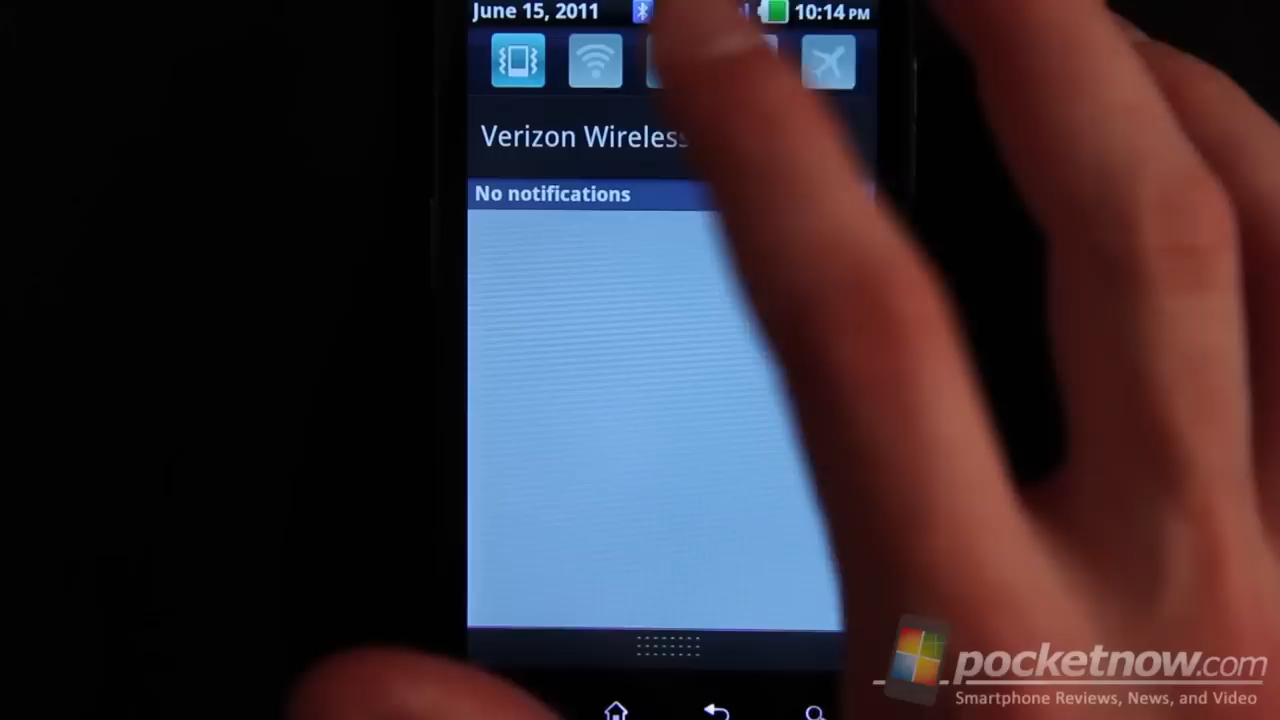 June 15, 2011 10:14 PM
Verizon Wireless
No notifications
pocketnow.com
Smartphone Reviews, News, and Video